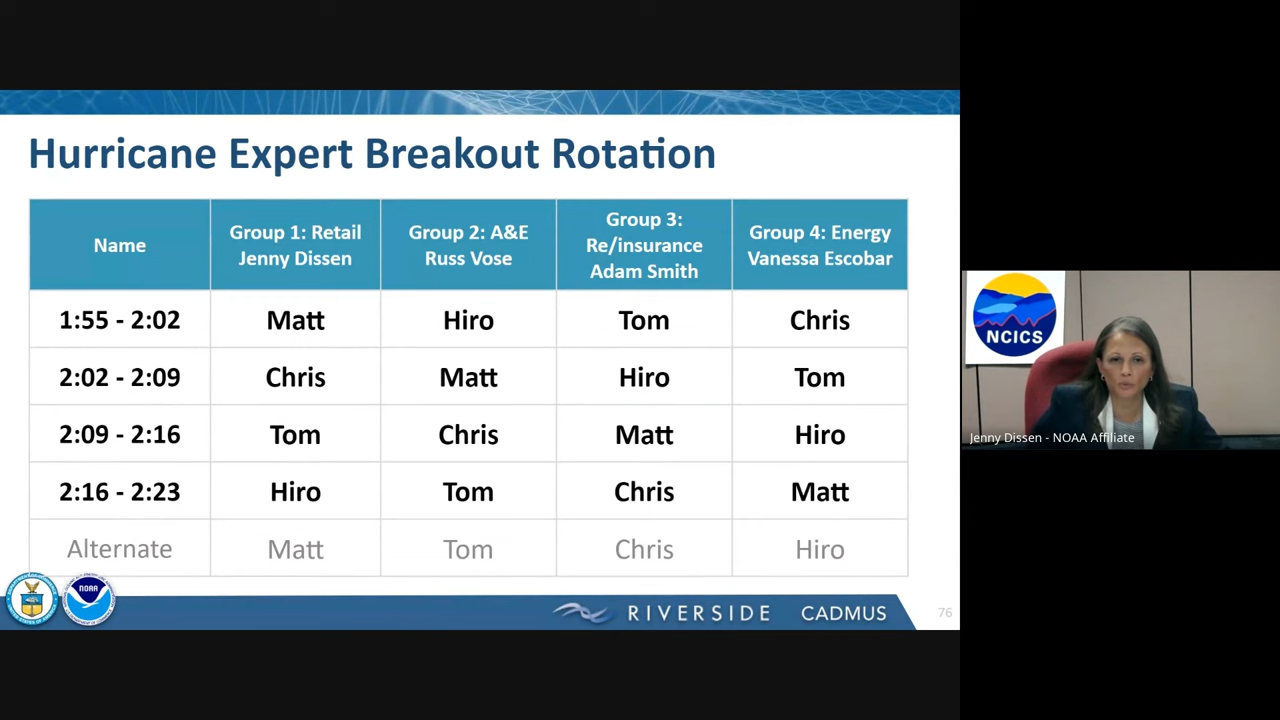 Hurricane Expert Breakout Rotation
Name
Group 1: Retail
Jenny Dissen
Group 2: A&E
Russ Vose
Group 3:
Re/insurance
Adam Smith
Group 4: Energy
Vanessa Escobar
1:55 - 2:02 Matt Hiro Tom Chris
2:02 - 2:09 Chris Matt Hiro Tom
2:09 - 2:16 Tom Chris Matt Hiro
2:16 - 2:23 Hiro Tom Chris Matt
Alternate Matt Tom Chris Hiro
NOAA
RIVERSIDE CADMUS
76
NCICS
Jenny Dissen - NOAA Affiliate